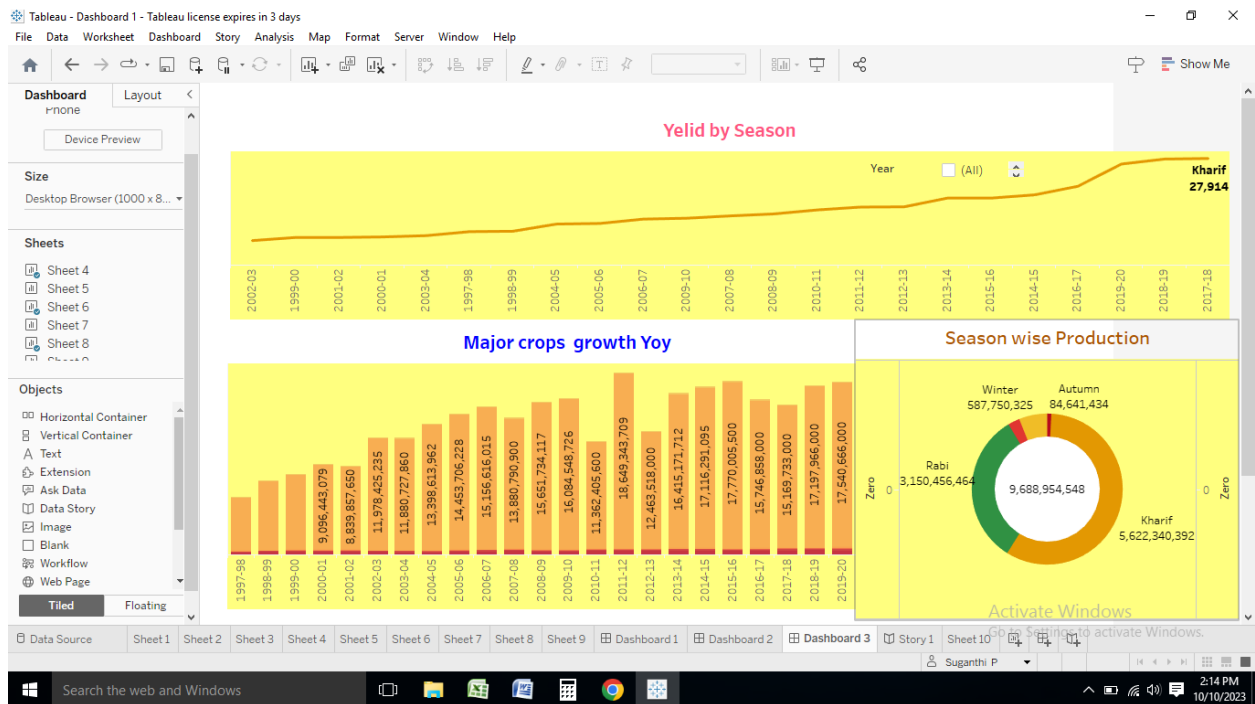 Tableau - Dashboard 1 - Tableau license expires in 3 days
File Data Worksheet Dashboard Story Analysis Map Format Server Window Help
Show Me
Dashboard Layout
Phone
Device Preview
Size
Desktop Browser (1000 x 8...
Sheets
Sheet 4
Sheet 5
Sheet 6
Sheet 7
Sheet 8
Objects
Horizontal Container
Vertical Container
Text
Extension
Ask Data
Data Story
Image
Blank
Workflow
Web Page
Tiled Floating
Yelid by Season
Year (All)
Kharif
27,914
2002-03 1999-00 2001-02 2000-01 2003-04 1997-98 1998-99 2004-05 2005-06 2006-07 2009-10 2007-08 2008-09 2010-11 2011-12 2012-13 2013-14 2015-16 2014-15 2016-17 2019-20 2018-19 2017-18
Major crops growth Yoy
9,096,443,079 8,839,857,650 11,978,425,235 11,880,727,860 13,398,613,962 14,453,706,228 15,156,616,015 13,880,790,900 15,651,734,117 16,084,548,726 11,362,405,600 18,649,343,709 12,463,518,000 16,415,171,712 17,116,291,095 17,770,005,500 15,746,858,000 15,169,733,000 17,197,966,000 17,540,666,000
1997-98 1998-99 1999-00 2000-01 2001-02 2002-03 2003-04 2004-05 2005-06 2006-07 2007-08 2008-09 2009-10 2010-11 2011-12 2012-13 2013-14 2014-15 2015-16 2016-17 2017-18 2018-19 2019-20
Season wise Production
Winter
587,750,325
Autumn
84,641,434
Rabi
3,150,456,464
9,688,954,548
Kharif
5,622,340,392
Zero 0
0 Zero
Activate Windows
Go to Settings to activate Windows.
Data Source Sheet 1 Sheet 2 Sheet 3 Sheet 4 Sheet 5 Sheet 6 Sheet 7 Sheet 8 Sheet 9 Dashboard 1 Dashboard 2 Dashboard 3 Story 1 Sheet 10
Suganthi P
Search the web and Windows
2:14 PM
10/10/2023